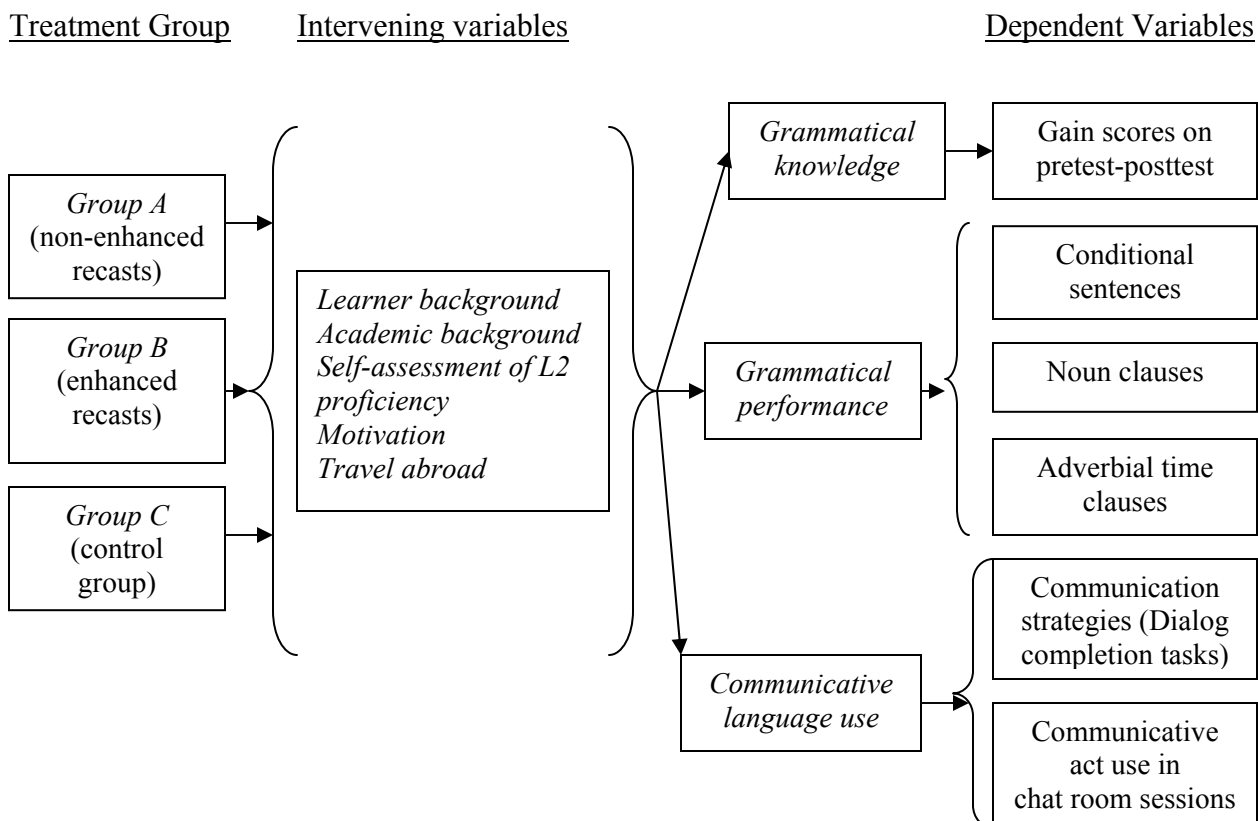 Treatment Group
Intervening variables
Dependent Variables
Group A
(non-enhanced
recasts)
Group B
(enhanced
recasts)
Group C
(control
group)
Learner background
Academic background
Self-assessment of L2
proficiency
Motivation
Travel abroad
Grammatical
knowledge
Grammatical
performance
Communicative
language use
Gain scores on
pretest-posttest
Conditional
sentences
Noun clauses
Adverbial time
clauses
Communication
strategies (Dialog
completion tasks)
Communicative
act use in
chat room sessions